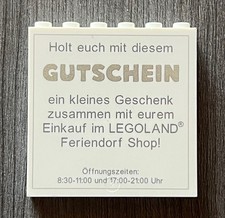 Holt euch mit diesem
GUTSCHEIN
ein kleines Geschenk
zusammen mit eurem
Einkauf im LEGOLAND®
Feriendorf Shop!
Öffnungszeiten:
8:30-11:00 und 17:00-21:00 Uhr